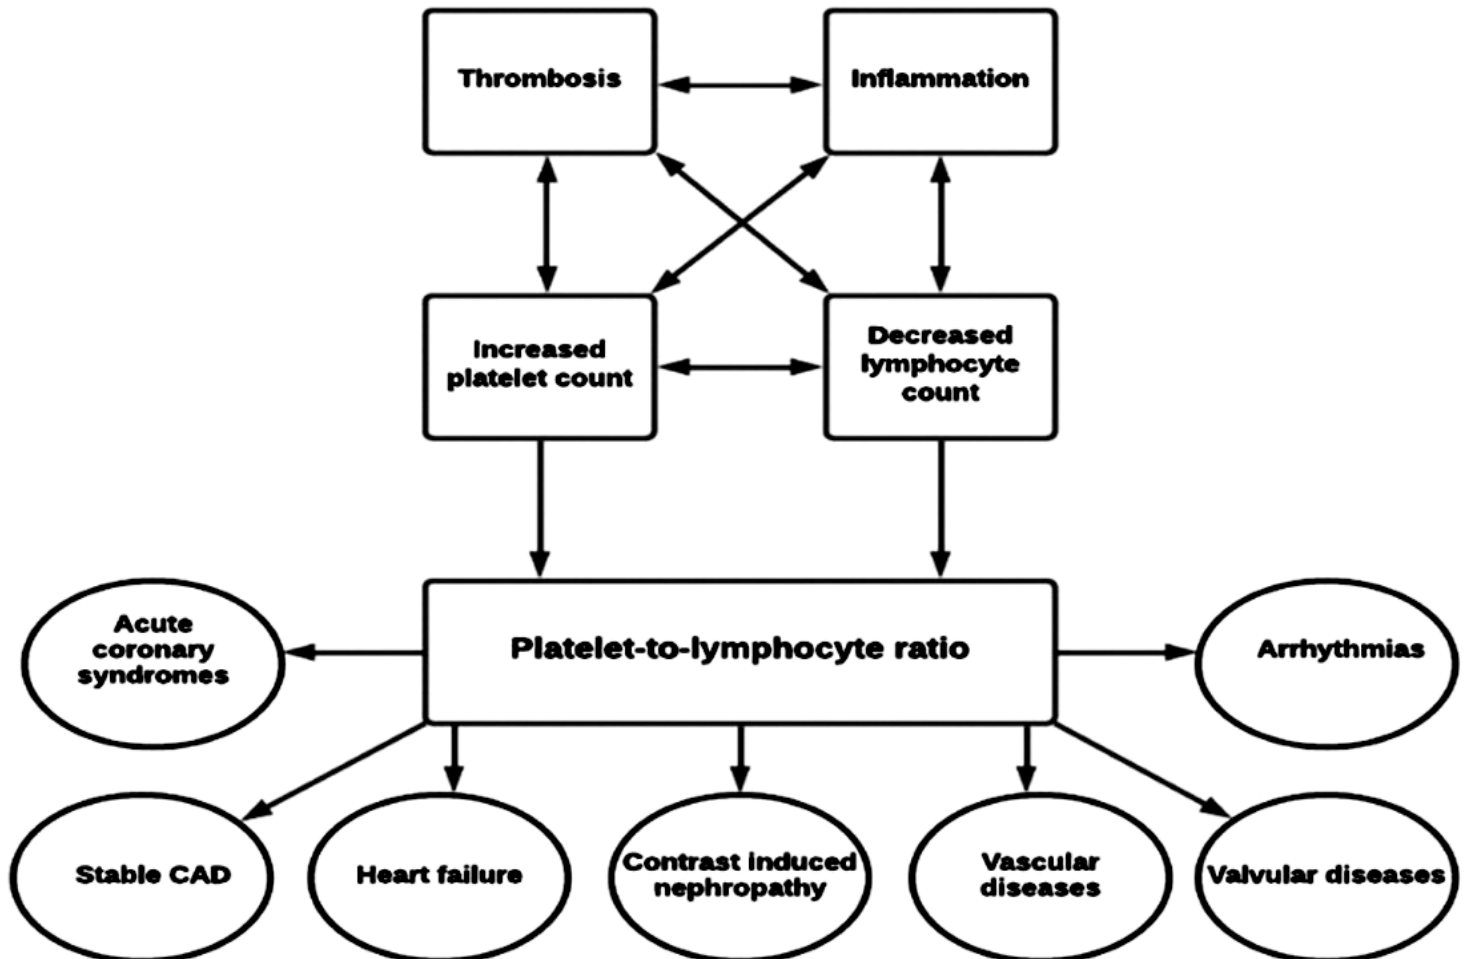 Thrombosis
Inflammation
Increased
platelet count
Decreased
lymphocyte
count
Platelet-to-lymphocyte ratio
Acute
coronary
syndromes
Arrhythmias
Stable CAD
Heart failure
Contrast induced
nephropathy
Vascular
diseases
Valvular diseases